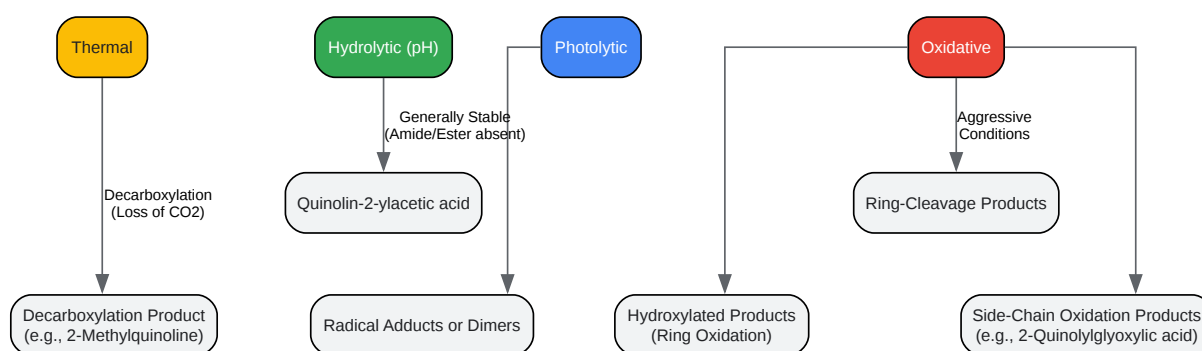 Thermal
Hydrolytic (pH)
Photolytic
Oxidative
Generally Stable
(Amide/Ester absent)
Aggressive
Conditions
Decarboxylation
(Loss of CO2)
Quinolin-2-ylacetic acid
Ring-Cleavage Products
Decarboxylation Product
(e.g., 2-Methylquinoline)
Radical Adducts or Dimers
Hydroxylated Products
(Ring Oxidation)
Side-Chain Oxidation Products
(e.g., 2-Quinolylglyoxylic acid)